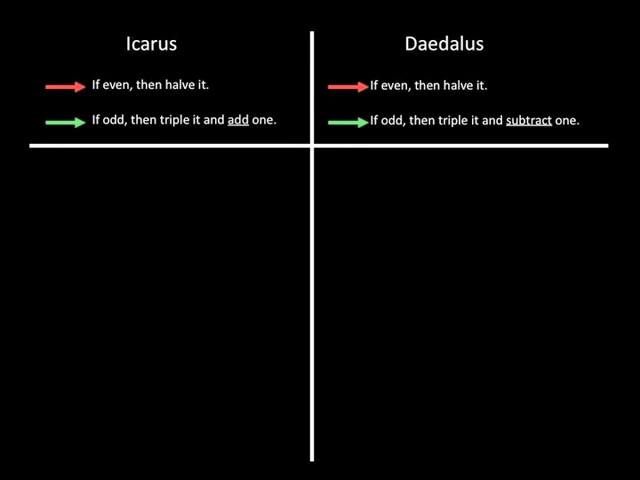 Icarus
If even, then halve it.
If odd, then triple it and add one.
Daedalus
If even, then halve it.
If odd, then triple it and subtract one.